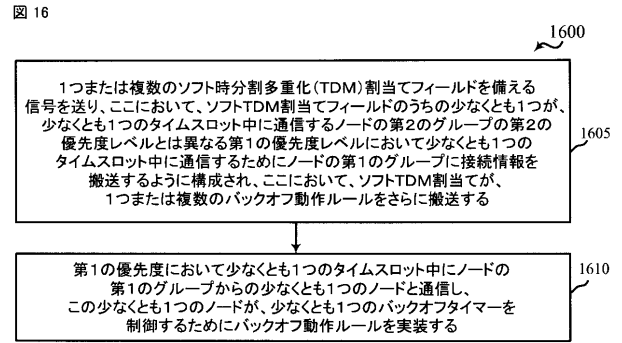 図 16
1600
1つまたは複数のソフト時分割多重化(TDM)割当てフィールドを備える
信号を送り、ここにおいて、ソフトTDM割当てフィールドのうちの少なくとも1つが、
少なくとも1つのタイムスロット中に通信するノードの第2のグループの第2の
優先度レベルとは異なる第1の優先度レベルにおいて少なくとも1つの
タイムスロット中に通信するためにノードの第1のグループに接続情報を
搬送するように構成され、ここにおいて、ソフトTDM割当てが、
1つまたは複数のバックオフ動作ルールをさらに搬送する
1605
第1の優先度において少なくとも1つのタイムスロット中にノードの
第1のグループからの少なくとも1つのノードと通信し、
この少なくとも1つのノードが、少なくとも1つのバックオフタイマーを
制御するためにバックオフ動作ルールを実装する
1610